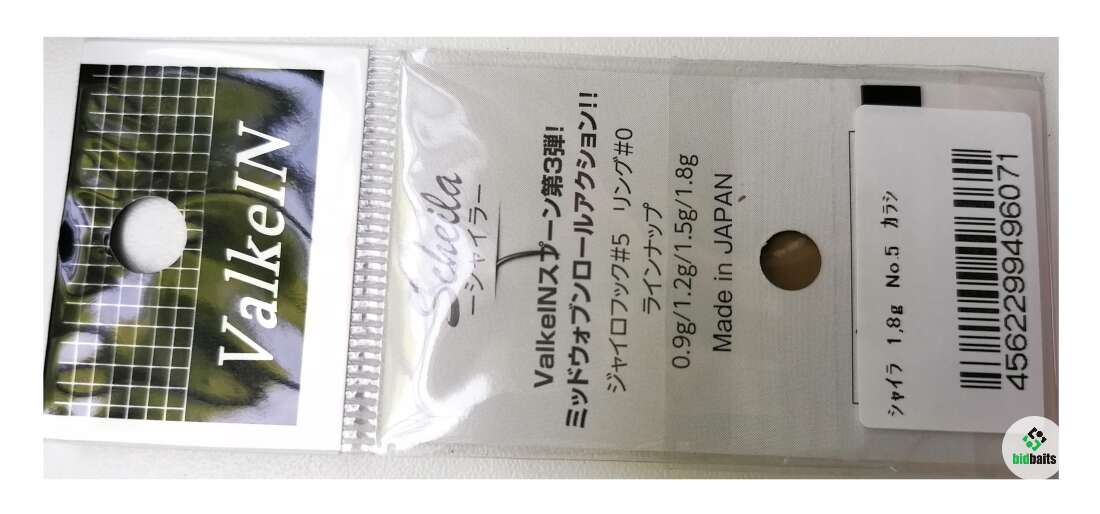 ValkeIN
Scheila
ーシャイラー
ValkeINスプーン第3弾!
ミッドウォブンロールアクション!!
ジャイロフック#5 リング#0
ラインナップ
0.9g/1.2g/1.5g/1.8g
Made in JAPAN
シャイラ 1,8g No.5 カラシ
4562299496071
bidbaits